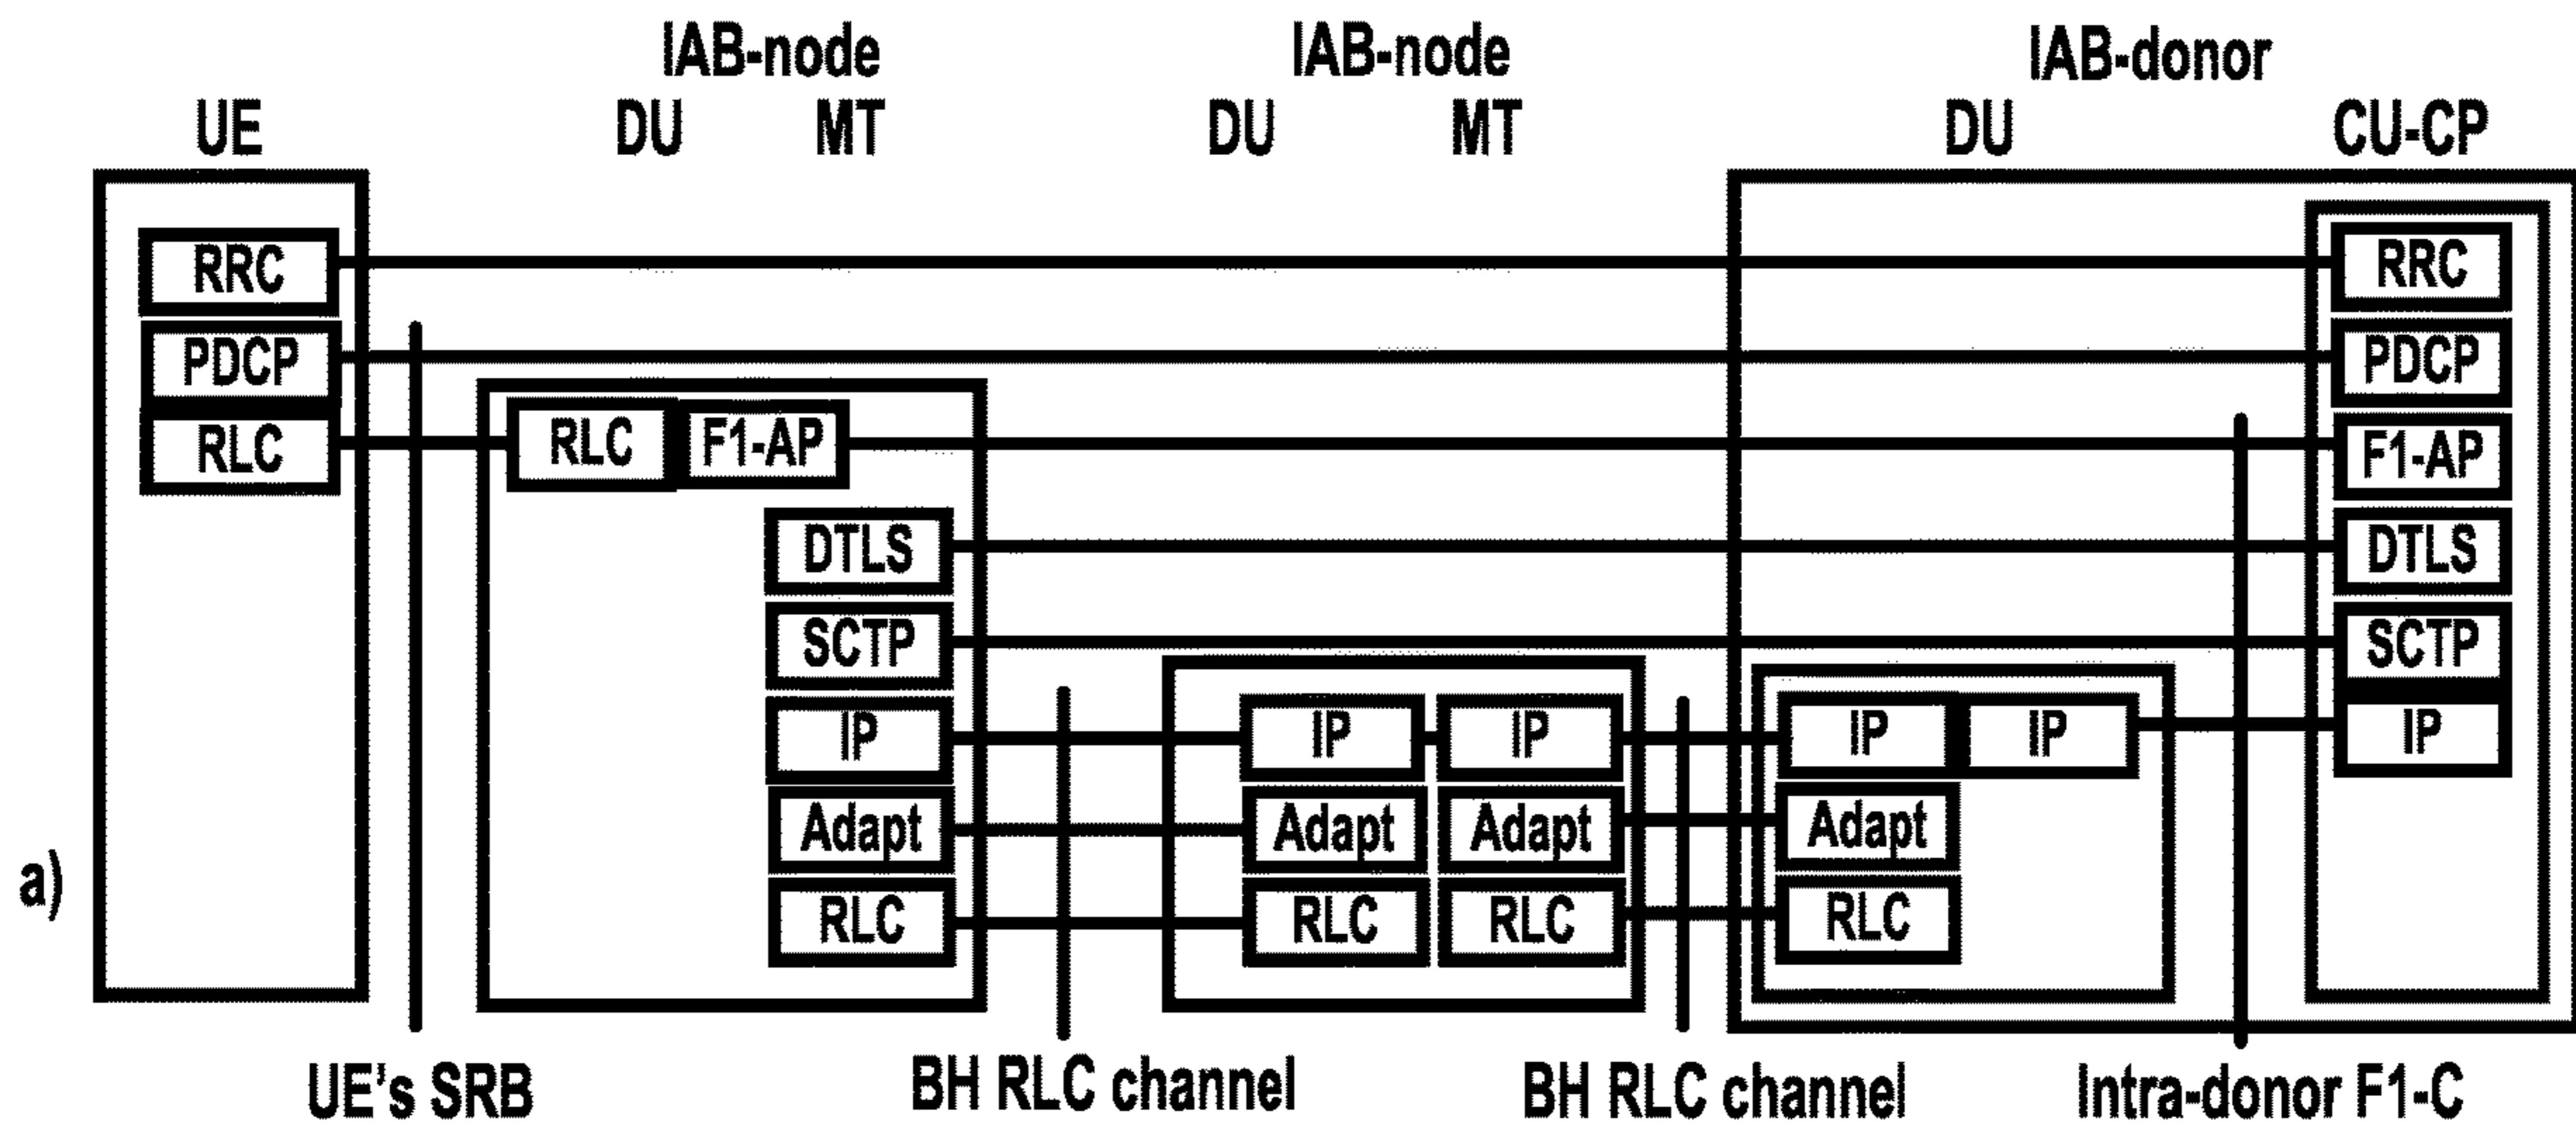 IAB-node IAB-node IAB-donor
UE DU MT DU MT DU CU-CP
RRC RRC
PDCP PDCP
RLC RLC F1-AP F1-AP
DTLS DTLS
SCTP SCTP
IP IP IP IP IP IP
Adapt Adapt Adapt Adapt
a)
RLC RLC RLC RLC
UE's SRB BH RLC channel BH RLC channel Intra-donor F1-C